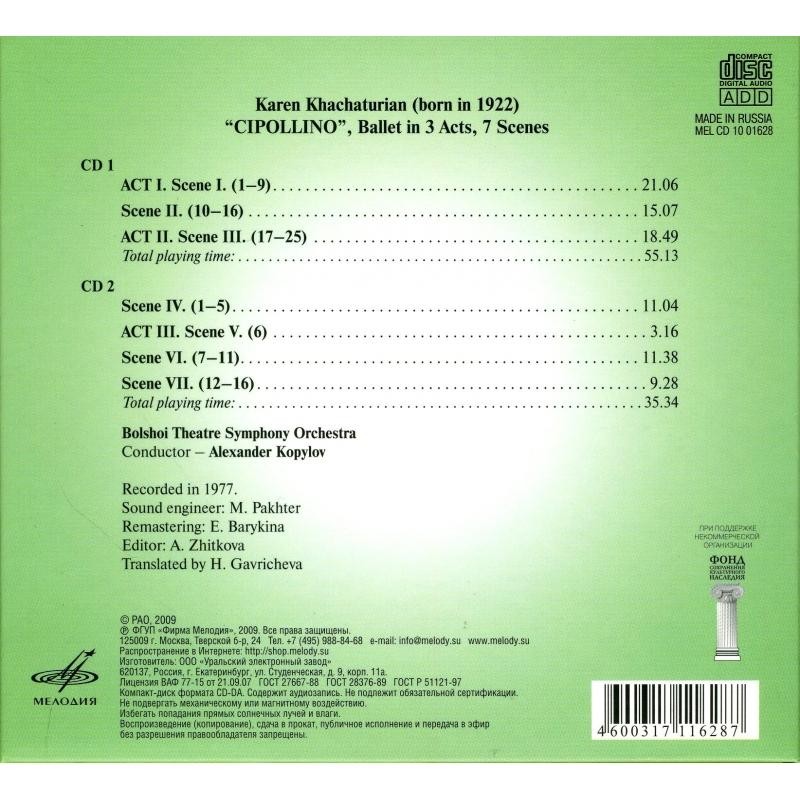 COMPACT
disc
DIGITAL AUDIO
ADD
MADE IN RUSSIA
MEL CD 10 01628
Karen Khachaturian (born in 1922)
“CIPOLLINO”, Ballet in 3 Acts, 7 Scenes
CD 1
ACT I. Scene I. (1–9) 21.06
Scene II. (10–16) 15.07
ACT II. Scene III. (17–25) 18.49
Total playing time: 55.13
CD 2
Scene IV. (1–5) 11.04
ACT III. Scene V. (6) 3.16
Scene VI. (7–11) 11.38
Scene VII. (12–16) 9.28
Total playing time: 35.34
Bolshoi Theatre Symphony Orchestra
Conductor – Alexander Kopylov
Recorded in 1977.
Sound engineer: M. Pakhter
Remastering: E. Barykina
Editor: A. Zhitkova
Translated by H. Gavricheva
ПРИ ПОДДЕРЖКЕ
НЕКОММЕРЧЕСКОЙ
ОРГАНИЗАЦИИ
ФОНД
СОХРАНЕНИЯ
КУЛЬТУРНОГО
НАСЛЕДИЯ
МЕЛОДИЯ
© РАО, 2009
℗ ФГУП «Фирма Мелодия», 2009. Все права защищены.
125009 г. Москва, Тверской б-р, 24 Тел. +7 (495) 988-84-68 e-mail: info@melody.su www.melody.su
Распространение в Интернете: http://shop.melody.su
Изготовитель: ООО «Уральский электронный завод»
620137, Россия, г. Екатеринбург, ул. Студенческая, д. 9, корп. 11а.
Лицензия ВАФ 77-15 от 21.09.07 ГОСТ 27667-88 ГОСТ 28376-89 ГОСТ Р 51121-97
Компакт-диск формата CD-DA. Содержит аудиозапись. Не подлежит обязательной сертификации.
Не подвергать механическому или магнитному воздействию.
Избегать попадания прямых солнечных лучей и влаги.
Воспроизведение (копирование), сдача в прокат, публичное исполнение и передача в эфир
без разрешения правообладателя запрещены.
4600317116287